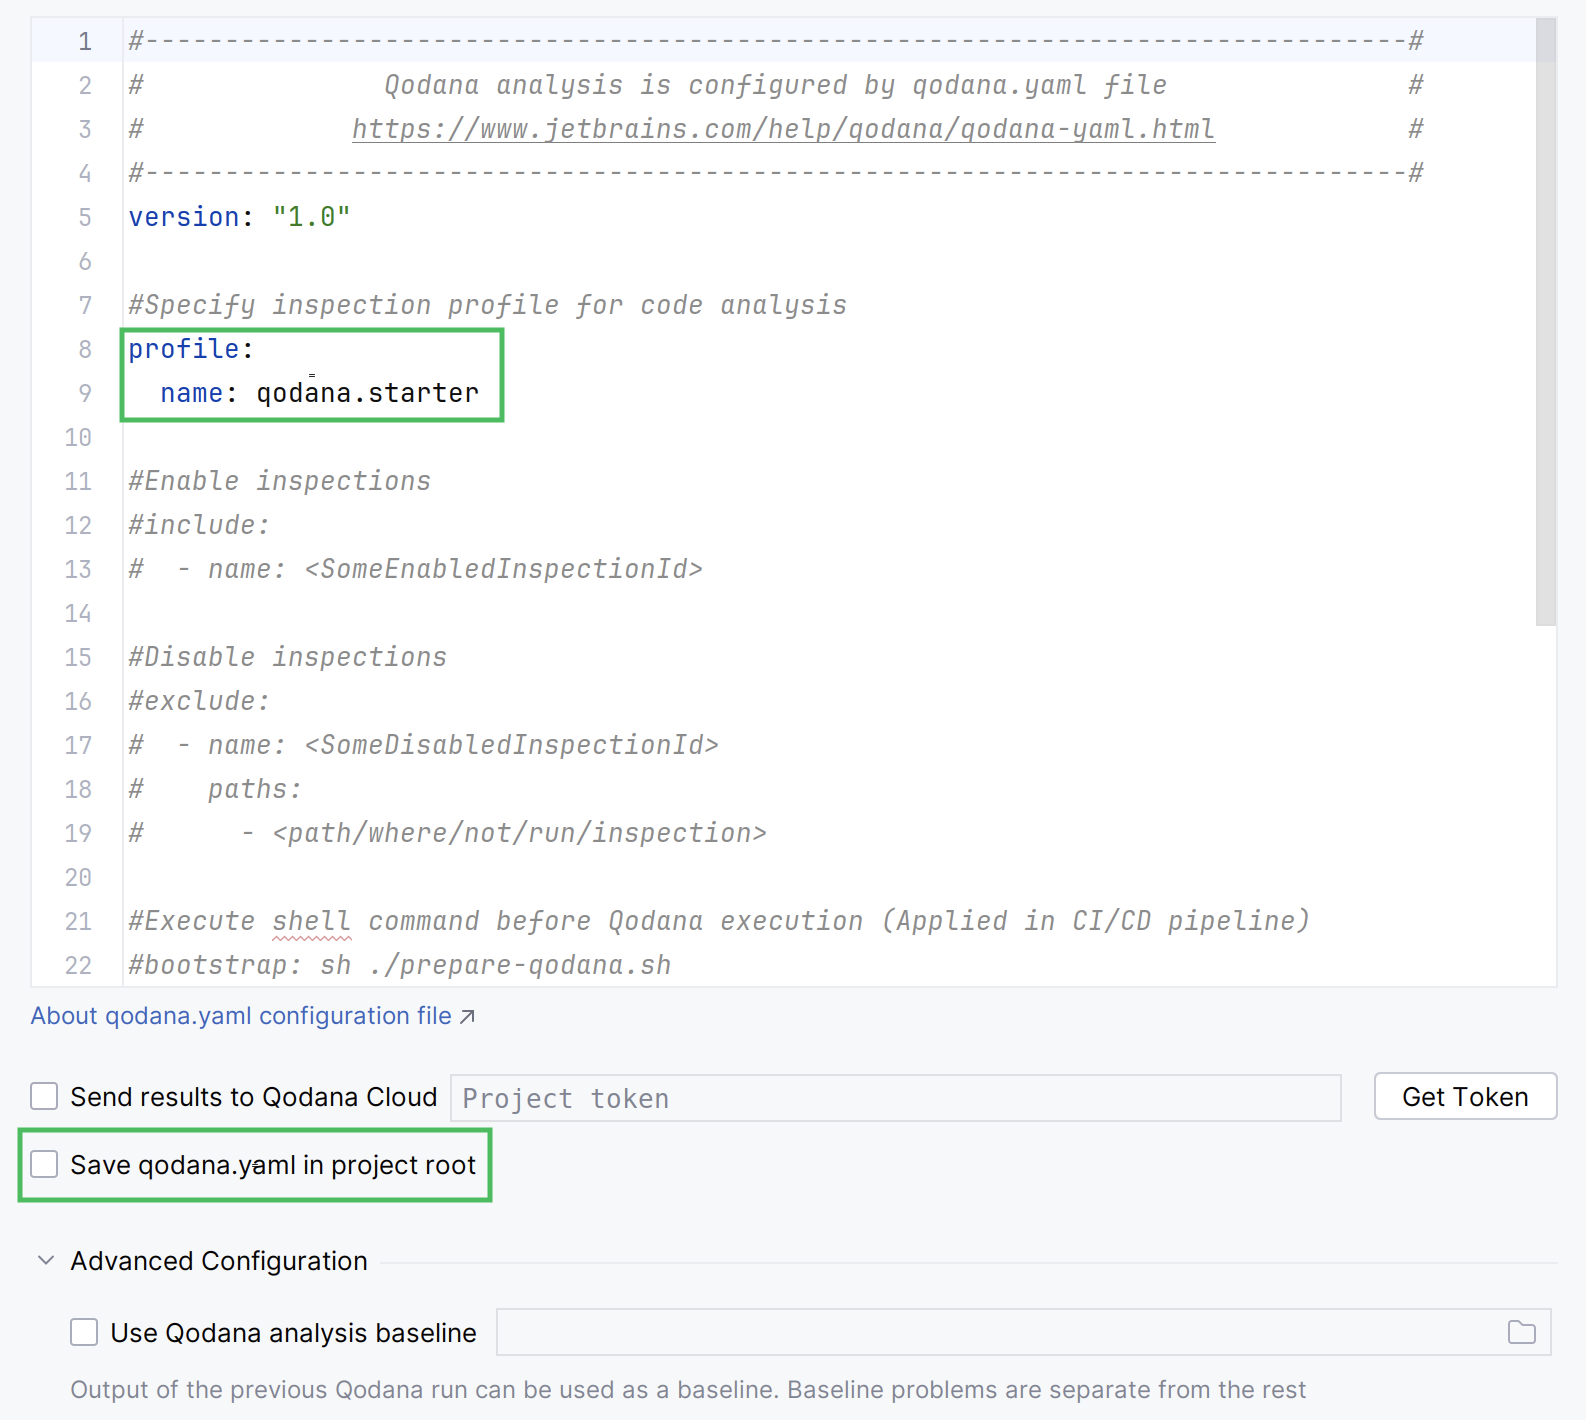 1 #-------------------------------------------------------------------------------#
2 # Qodana analysis is configured by qodana.yaml file #
3 # https://www.jetbrains.com/help/qodana/qodana-yaml.html #
4 #-------------------------------------------------------------------------------#
5 version: "1.0"
6
7 #Specify inspection profile for code analysis
8 profile:
9   name: qodana.starter
10
11 #Enable inspections
12 #include:
13 #  - name: <SomeEnabledInspectionId>
14
15 #Disable inspections
16 #exclude:
17 #  - name: <SomeDisabledInspectionId>
18 #    paths:
19 #      - <path/where/not/run/inspection>
20
21 #Execute shell command before Qodana execution (Applied in CI/CD pipeline)
22 #bootstrap: sh ./prepare-qodana.sh
About qodana.yaml configuration file ↗
Send results to Qodana Cloud Project token Get Token
Save qodana.yaml in project root
Advanced Configuration
Use Qodana analysis baseline
Output of the previous Qodana run can be used as a baseline. Baseline problems are separate from the rest